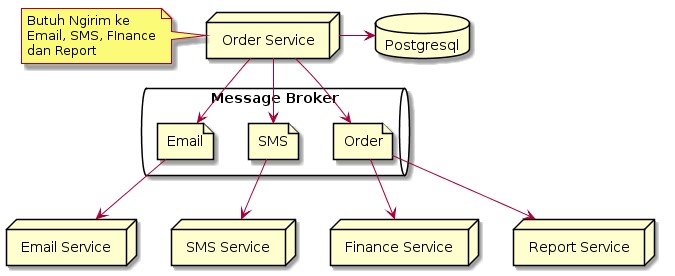 Butuh Ngirim ke
Email, SMS, FInance
dan Report
Order Service
Postgresql
Message Broker
Email
SMS
Order
Email Service
SMS Service
Finance Service
Report Service